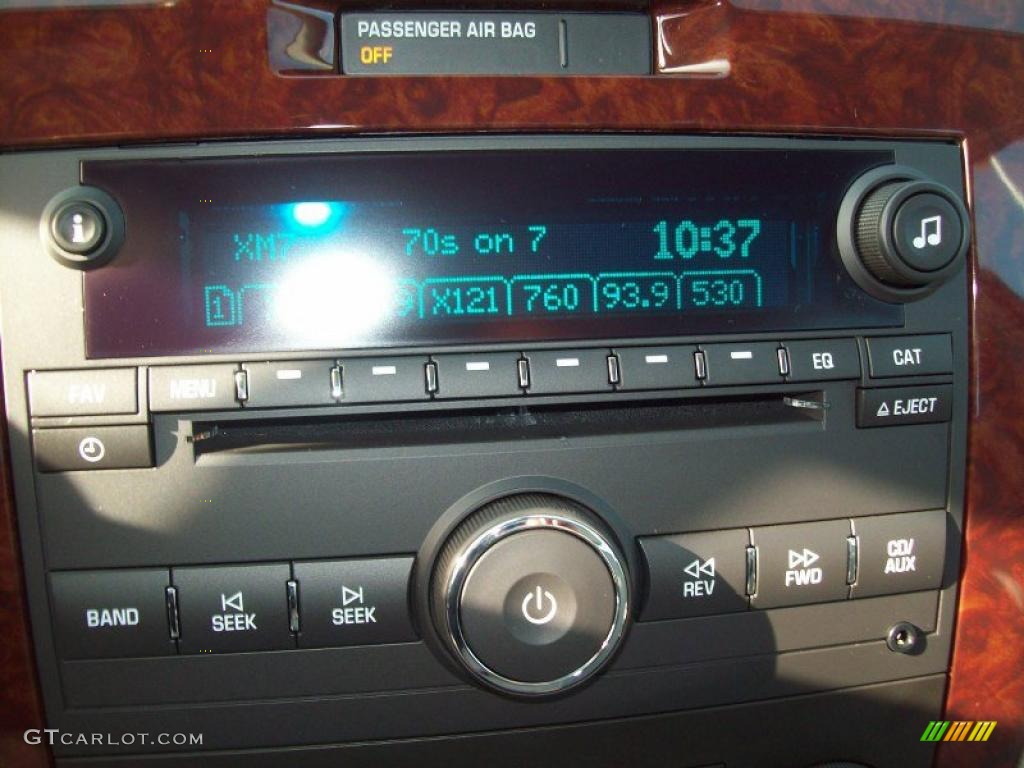 PASSENGER AIR BAG
OFF
i
XM7 70s on 7 10:37
1 X121 760 93.9 530
FAV MENU EQ CAT
EJECT
BAND SEEK SEEK REV FWD CD/
AUX
GTCARLOT.COM